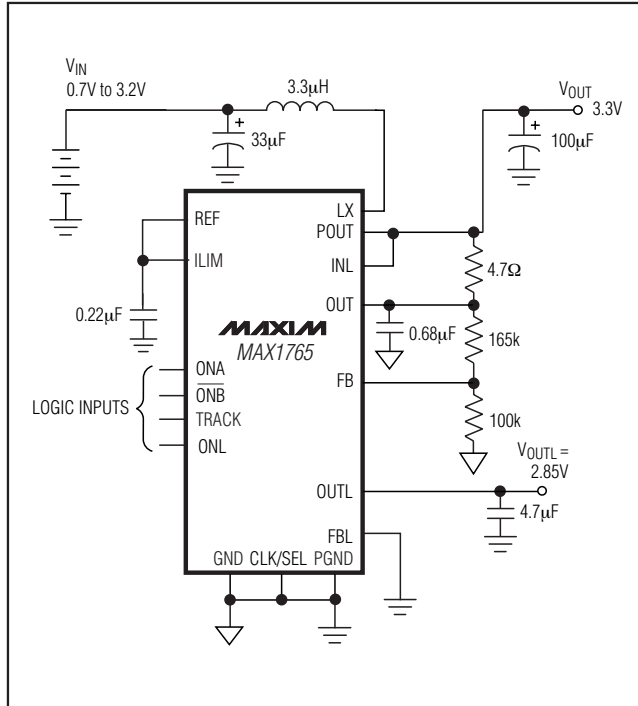 VIN
0.7V to 3.2V
3.3μH
VOUT
3.3V
33μF
100μF
REF
LX
POUT
ILIM
INL
4.7Ω
OUT
0.22μF
MAXIM
MAX1765
0.68μF
165k
ONA
FB
LOGIC INPUTS
ONB
TRACK
100k
ONL
VOUTL =
2.85V
OUTL
4.7μF
FBL
GND CLK/SEL PGND